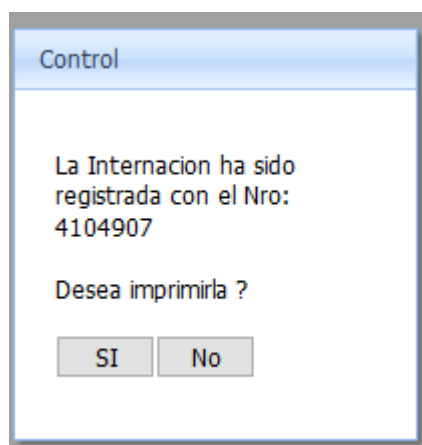 Control
La Internacion ha sido
registrada con el Nro:
4104907
Desea imprimirla ?
SI No